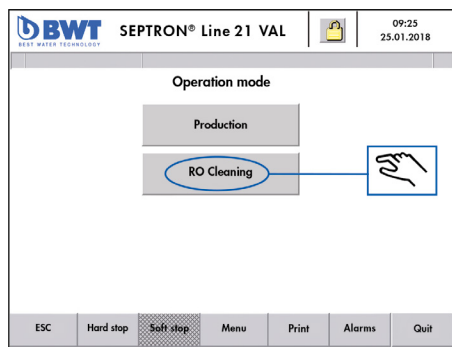 BWT
BEST WATER TECHNOLOGY
SEPTRON® Line 21 VAL
09:25
25.01.2018
Operation mode
Production
RO Cleaning
ESC Hard stop Soft stop Menu Print Alarms Quit